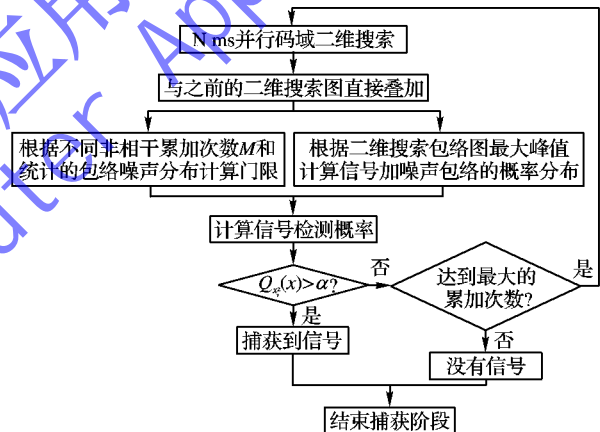 N ms并行码域二维搜索
与之前的二维搜索图直接叠加
根据不同非相干累加次数M和
统计的包络噪声分布计算门限
根据二维搜索包络图最大峰值
计算信号加噪声包络的概率分布
计算信号检测概率
否
是
达到最大的
累加次数?
是
捕获到信号
否
没有信号
结束捕获阶段
应用
uter App